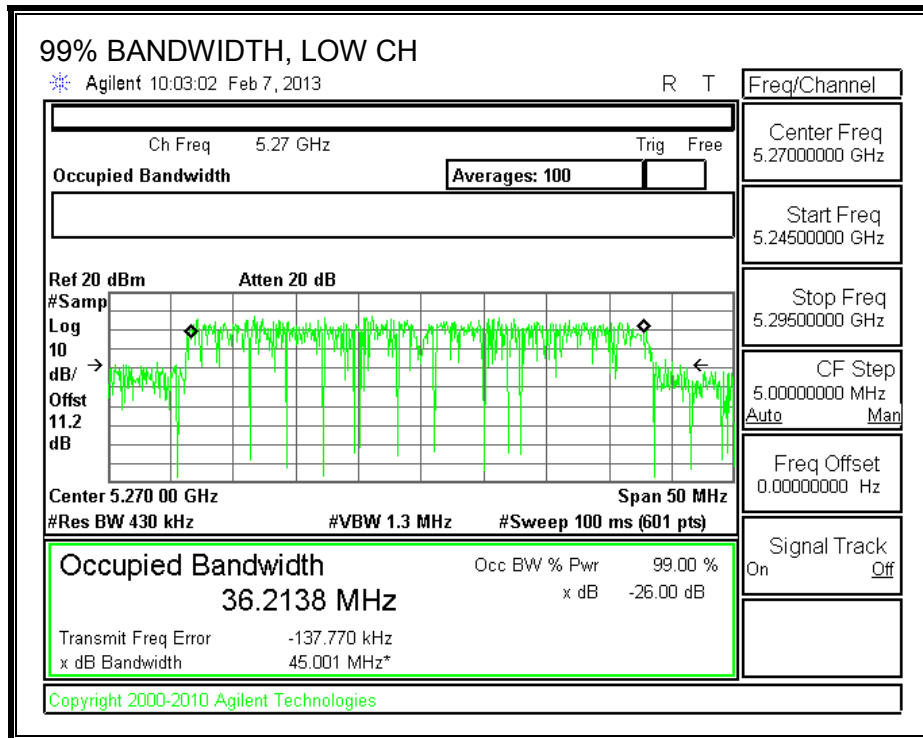 99% BANDWIDTH, LOW CH
Agilent 10:03:02 Feb 7, 2013 R T
Ch Freq 5.27 GHz Trig Free
Occupied Bandwidth Averages: 100
Ref 20 dBm Atten 20 dB
#Samp
Log
10
dB/
Offst
11.2
dB
Center 5.270 00 GHz Span 50 MHz
#Res BW 430 kHz #VBW 1.3 MHz #Sweep 100 ms (601 pts)
Occupied Bandwidth Occ BW % Pwr 99.00 %
36.2138 MHz x dB -26.00 dB
Transmit Freq Error -137.770 kHz
x dB Bandwidth 45.001 MHz*
Copyright 2000-2010 Agilent Technologies
Freq/Channel
Center Freq
5.27000000 GHz
Start Freq
5.24500000 GHz
Stop Freq
5.29500000 GHz
CF Step
5.00000000 MHz
Auto Man
Freq Offset
0.00000000 Hz
Signal Track
On Off